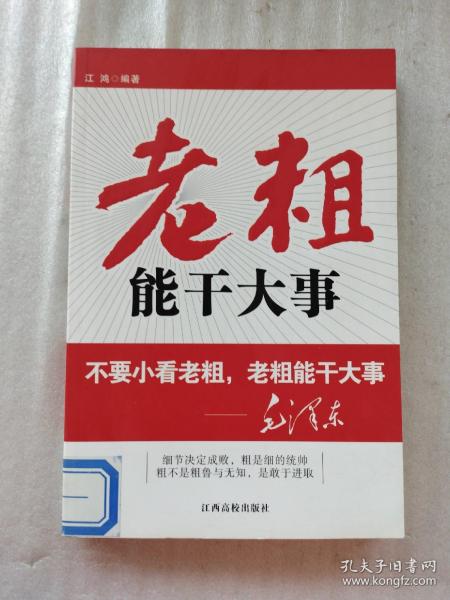 江 鸿◇编著
老粗
能干大事
不要小看老粗，老粗能干大事
——毛泽东
细节决定成败，粗是细的统帅
粗不是粗鲁与无知，是敢于进取
江西高校出版社
孔夫子旧书网
www.kongfz.com